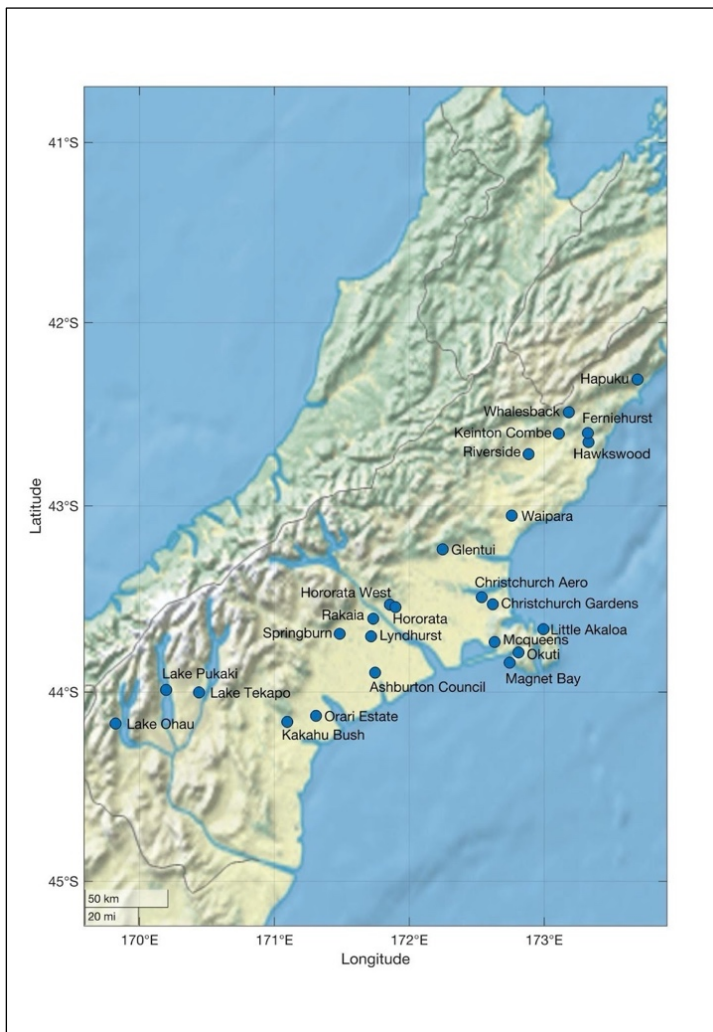 41°S
42°S
Hapuku
Whalesback
Ferniehurst
Keinton Combe
Riverside
Hawkswood
43°S
Latitude
Waipara
Glentui
Christchurch Aero
Hororata West
Christchurch Gardens
Rakaia
Hororata
Little Akaloa
Springburn
Lyndhurst
Mcqueens
Okuti
Lake Pukaki
Magnet Bay
44°S
Lake Tekapo
Ashburton Council
Lake Ohau
Orari Estate
Kakahu Bush
45°S
50 km
20 mi
170°E
171°E
172°E
173°E
Longitude